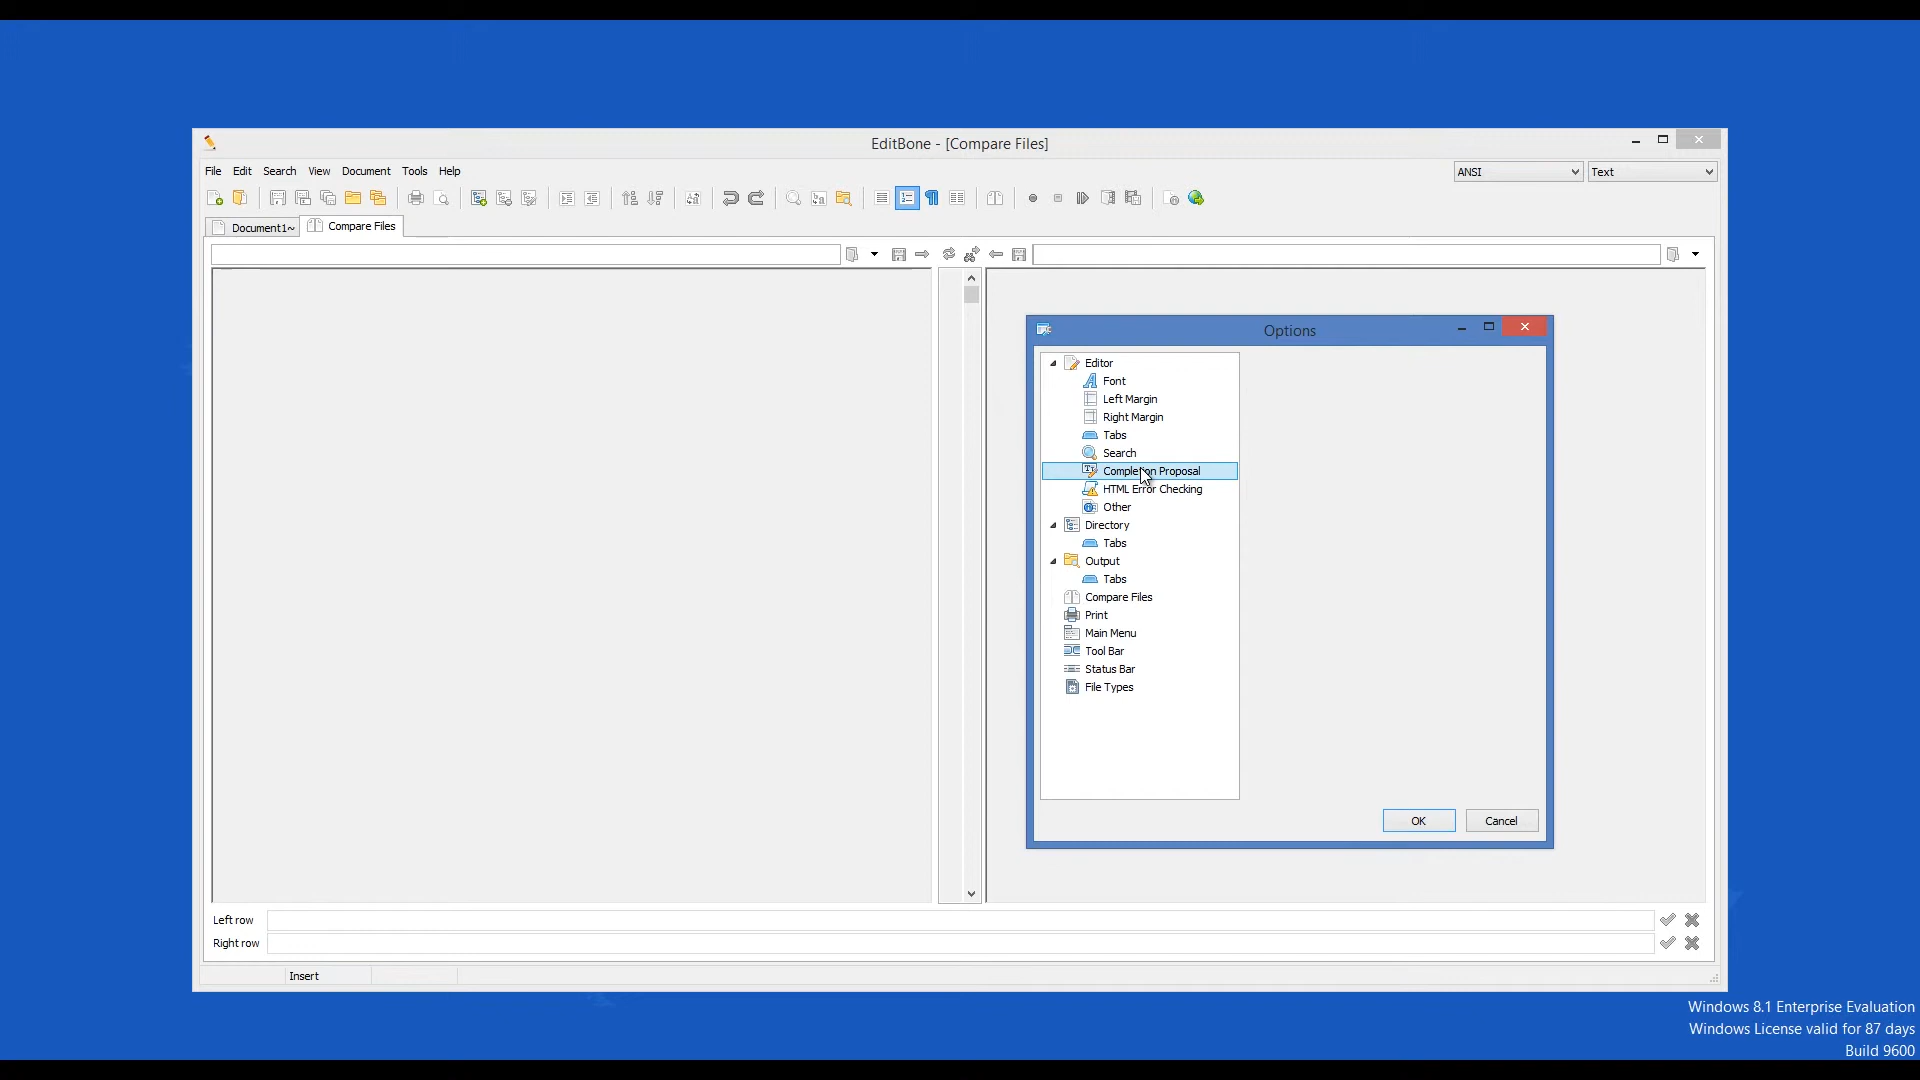 EditBone - [Compare Files]
File Edit Search View Document Tools Help
ANSI
Text
Document1~
Compare Files
Options
Editor
Font
Left Margin
Right Margin
Tabs
Search
Completion Proposal
HTML Error Checking
Other
Directory
Tabs
Output
Tabs
Compare Files
Print
Main Menu
Tool Bar
Status Bar
File Types
OK
Cancel
Left row
Right row
Insert
Windows 8.1 Enterprise Evaluation
Windows License valid for 87 days
Build 9600